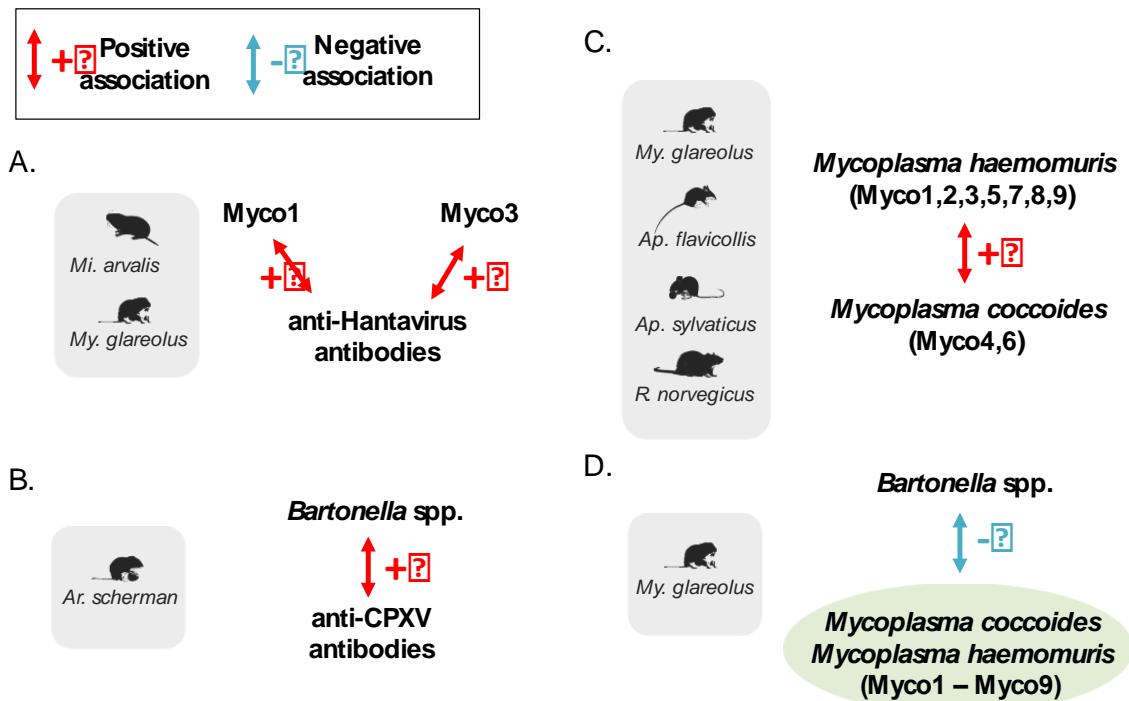 +⍰ Positive association
-⍰ Negative association
A.
Mi. arvalis
My. glareolus
Myco1
Myco3
+⍰
+⍰
anti-Hantavirus
antibodies
B.
Ar. scherman
Bartonella spp.
+⍰
anti-CPXV
antibodies
C.
My. glareolus
Ap. flavicollis
Ap. sylvaticus
R. norvegicus
Mycoplasma haemomuris
(Myco1,2,3,5,7,8,9)
+⍰
Mycoplasma coccoides
(Myco4,6)
D.
My. glareolus
Bartonella spp.
-⍰
Mycoplasma coccoides
Mycoplasma haemomuris
(Myco1 – Myco9)